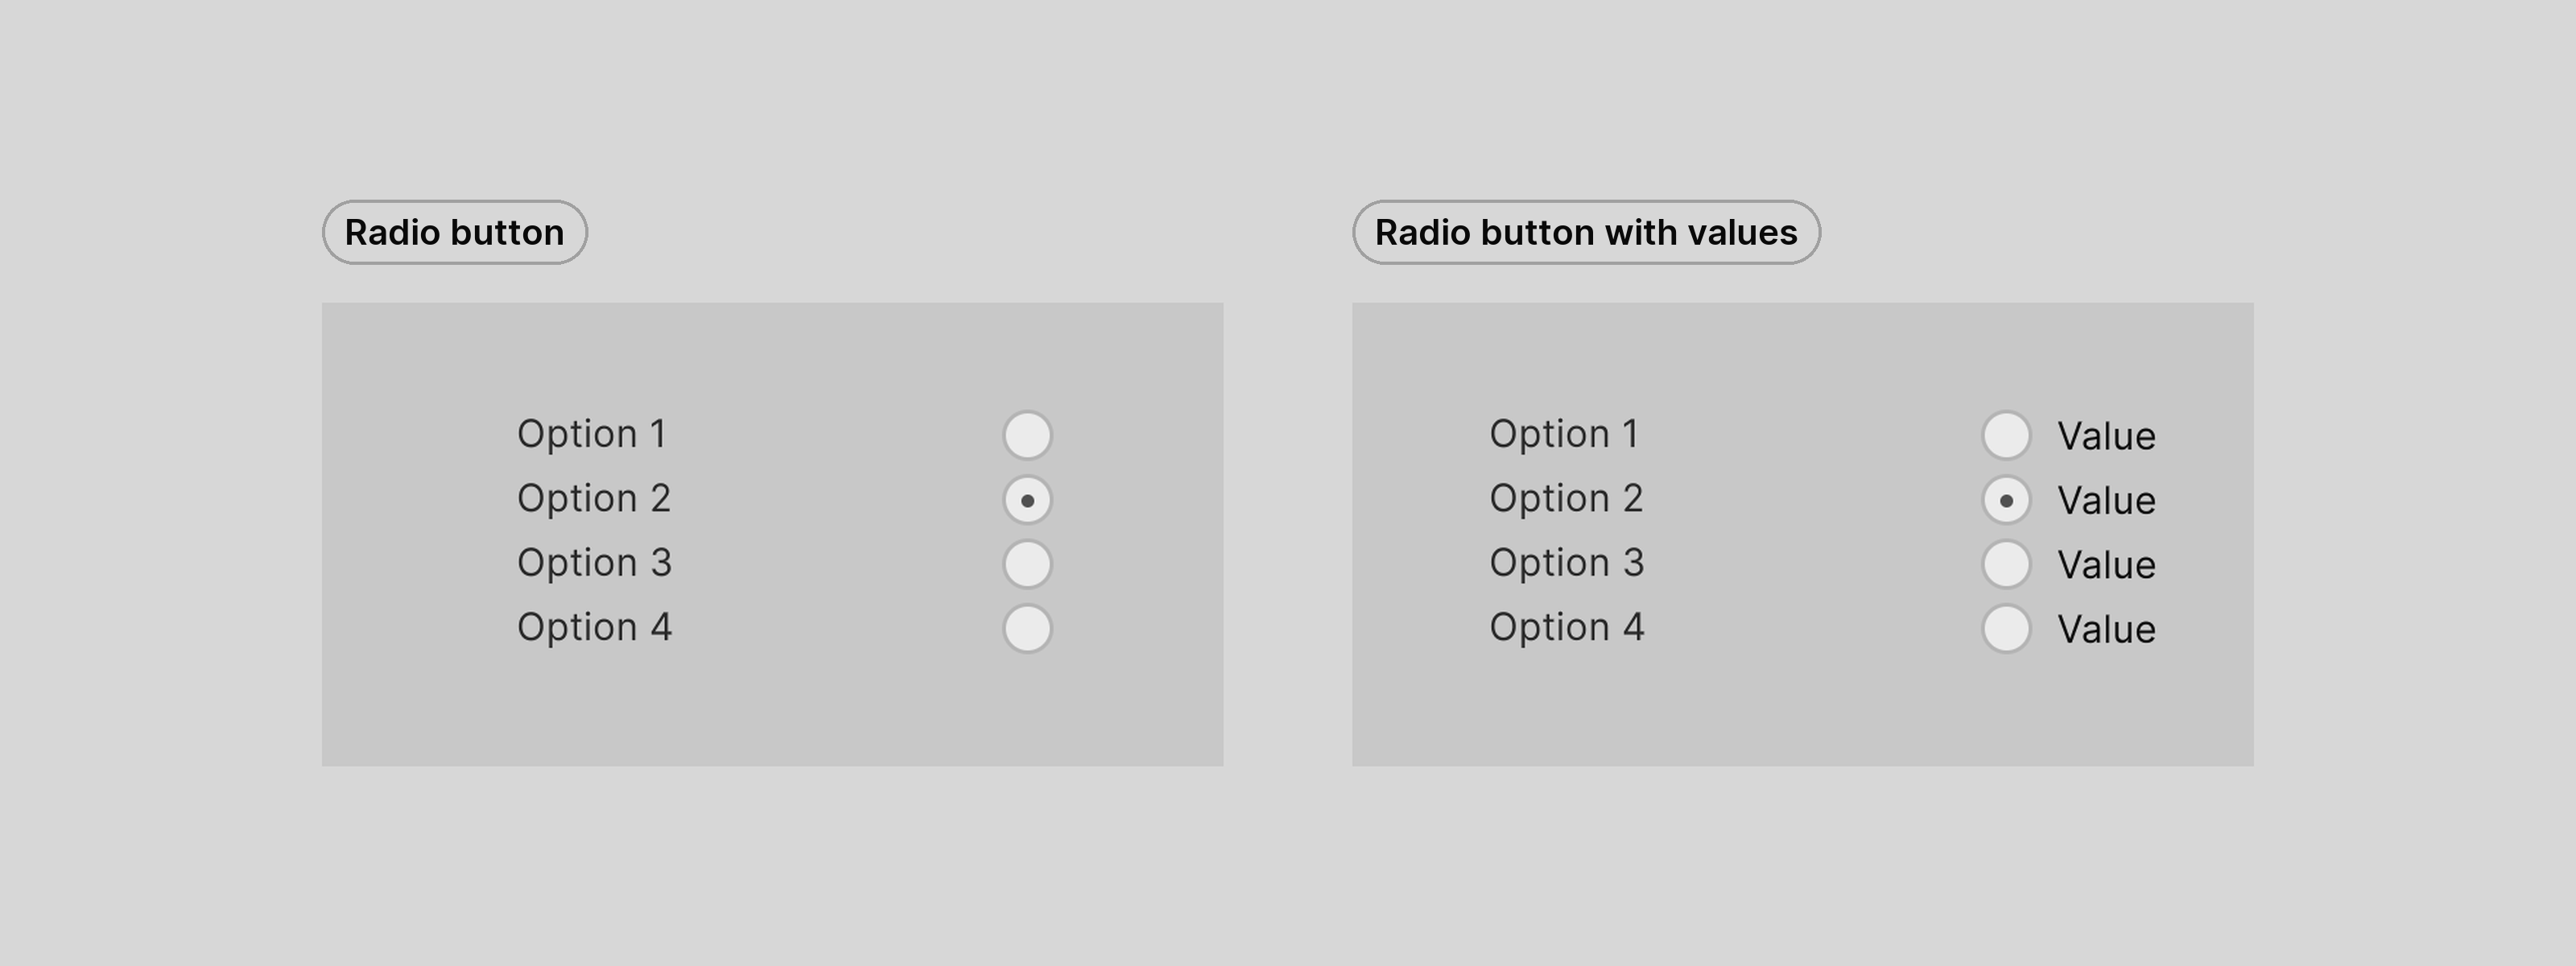 Radio button
Option 1
Option 2
Option 3
Option 4
Radio button with values
Option 1 Value
Option 2 Value
Option 3 Value
Option 4 Value